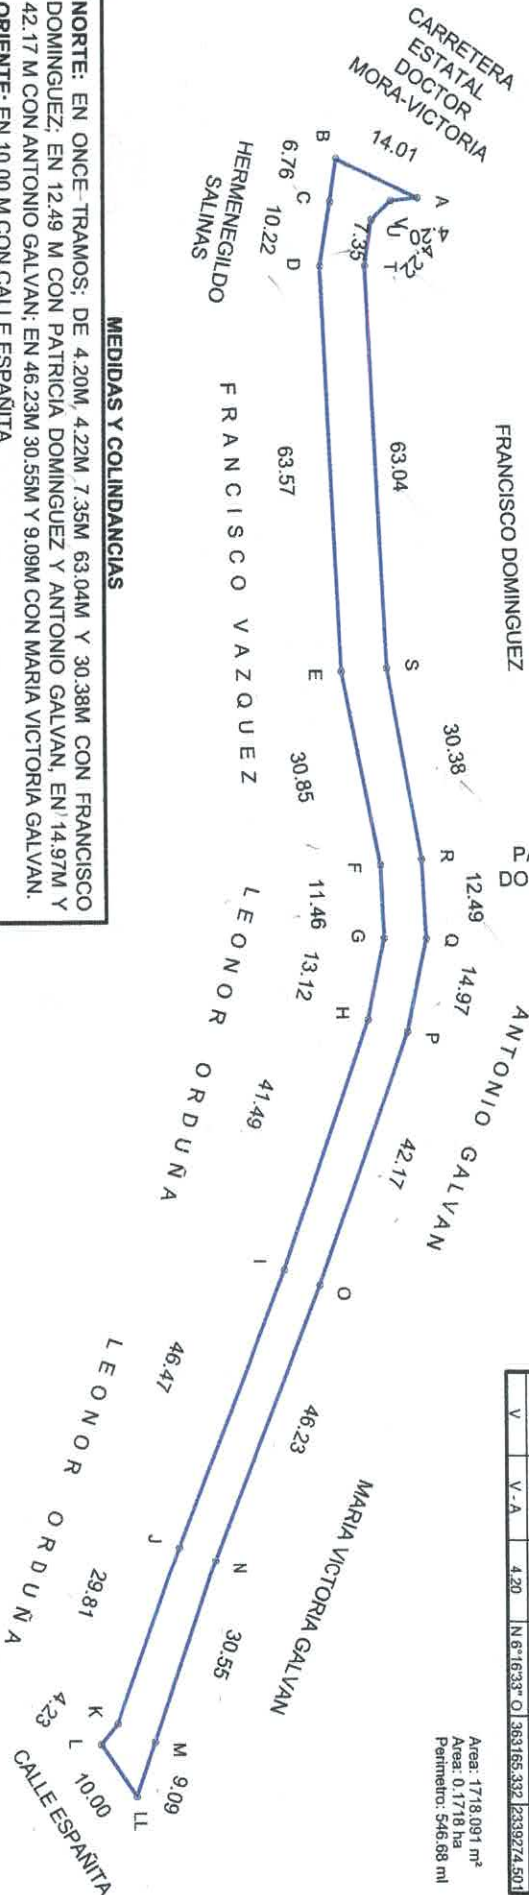 CARRETERA
ESTATAL
DOCTOR
MORA-VICTORIA
14.01
A
B
6.76
C
10.22
D
HERMENEGILDO
SALINAS
V
U
4.22
7.35
T
63.04
63.57
FRANCISCO DOMINGUEZ
FRANCISCO VAZQUEZ
S
E
30.38
30.85
R
F
12.49
11.46
Q
G
14.97
13.12
P
H
ANTONIO GALVAN
LEONOR ORDUÑA
42.17
41.49
O
I
46.23
46.47
MARIA VICTORIA GALVAN
LEONOR ORDUÑA
N
J
30.55
29.81
M
9.09
LL
K
4.23
L
10.00
CALLE ESPAÑITA
V V - A 4.20 N 6°16'33" O 363165.332 2339274.501
Area: 1718.091 m²
Area: 0.1718 ha
Perimetro: 546.68 ml
MEDIDAS Y COLINDANCIAS
NORTE: EN ONCE TRAMOS; DE 4.20M, 4.22M, 7.35M 63.04M Y 30.38M CON FRANCISCO
DOMINGUEZ; EN 12.49 M CON PATRICIA DOMINGUEZ Y ANTONIO GALVAN, EN 14.97M Y
42.17 M CON ANTONIO GALVAN; EN 46.23M 30.55M Y 9.09M CON MARIA VICTORIA GALVAN.
ORIENTE: EN 10.00 M CON CALLE ESPAÑITA